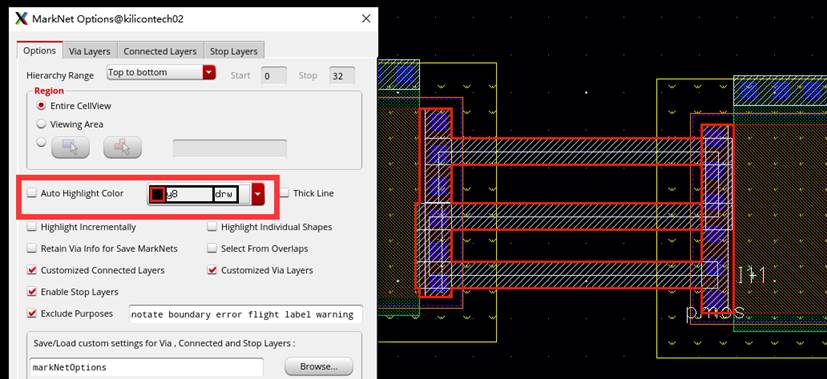 MarkNet Options@kilicontech02
Options Via Layers Connected Layers Stop Layers
Hierarchy Range Top to bottom Start 0 Stop 32
Region
Entire CellView
Viewing Area
Auto Highlight Color y8 drw Thick Line
Highlight Incrementally Highlight Individual Shapes
Retain Via Info for Save MarkNets Select From Overlaps
Customized Connected Layers Customized Via Layers
Enable Stop Layers
Exclude Purposes notate boundary error flight label warning
Save/Load custom settings for Via , Connected and Stop Layers :
markNetOptions Browse...
pmos